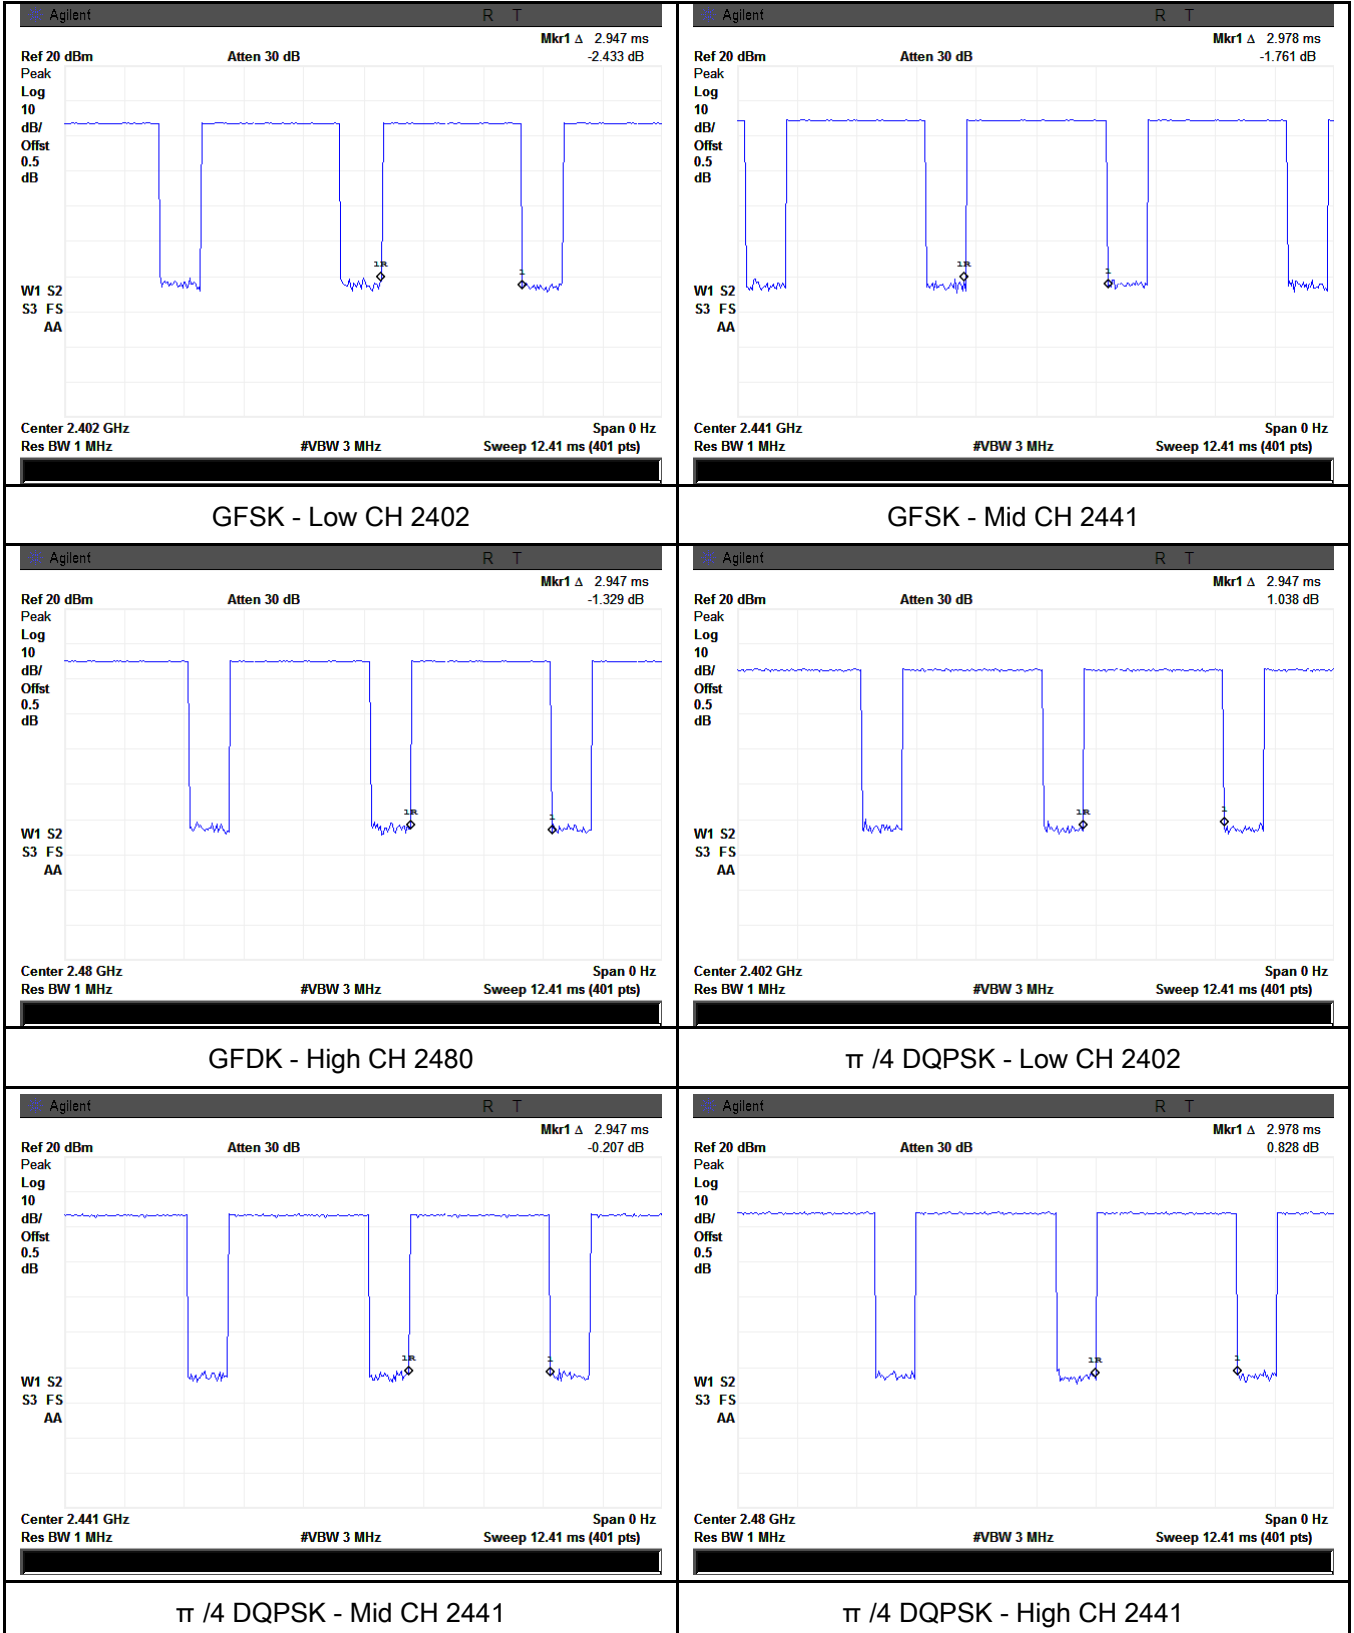 Agilent R T
Mkr1 Δ 2.947 ms
Ref 20 dBm Atten 30 dB -2.433 dB
Peak
Log
10
dB/
Offst
0.5
dB
1R
1
W1 S2
S3 FS
AA
Center 2.402 GHz Span 0 Hz
Res BW 1 MHz #VBW 3 MHz Sweep 12.41 ms (401 pts)
GFSK - Low CH 2402
Agilent R T
Mkr1 Δ 2.978 ms
Ref 20 dBm Atten 30 dB -1.761 dB
Peak
Log
10
dB/
Offst
0.5
dB
1R
1
W1 S2
S3 FS
AA
Center 2.441 GHz Span 0 Hz
Res BW 1 MHz #VBW 3 MHz Sweep 12.41 ms (401 pts)
GFSK - Mid CH 2441
Agilent R T
Mkr1 Δ 2.947 ms
Ref 20 dBm Atten 30 dB -1.329 dB
Peak
Log
10
dB/
Offst
0.5
dB
1R
1
W1 S2
S3 FS
AA
Center 2.48 GHz Span 0 Hz
Res BW 1 MHz #VBW 3 MHz Sweep 12.41 ms (401 pts)
GFDK - High CH 2480
Agilent R T
Mkr1 Δ 2.947 ms
Ref 20 dBm Atten 30 dB 1.038 dB
Peak
Log
10
dB/
Offst
0.5
dB
1R
1
W1 S2
S3 FS
AA
Center 2.402 GHz Span 0 Hz
Res BW 1 MHz #VBW 3 MHz Sweep 12.41 ms (401 pts)
π /4 DQPSK - Low CH 2402
Agilent R T
Mkr1 Δ 2.947 ms
Ref 20 dBm Atten 30 dB -0.207 dB
Peak
Log
10
dB/
Offst
0.5
dB
1R
1
W1 S2
S3 FS
AA
Center 2.441 GHz Span 0 Hz
Res BW 1 MHz #VBW 3 MHz Sweep 12.41 ms (401 pts)
π /4 DQPSK - Mid CH 2441
Agilent R T
Mkr1 Δ 2.978 ms
Ref 20 dBm Atten 30 dB 0.828 dB
Peak
Log
10
dB/
Offst
0.5
dB
1R
1
W1 S2
S3 FS
AA
Center 2.48 GHz Span 0 Hz
Res BW 1 MHz #VBW 3 MHz Sweep 12.41 ms (401 pts)
π /4 DQPSK - High CH 2441